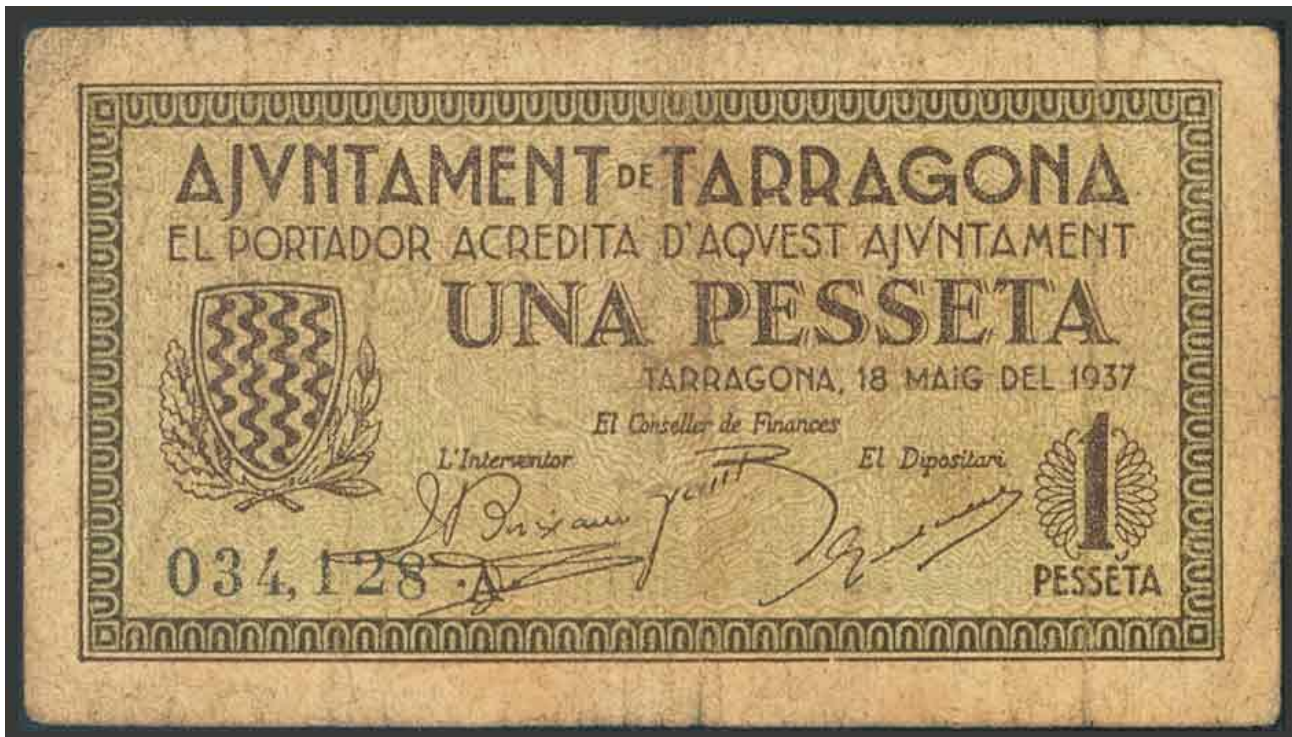 AJVNTAMENT DE TARRAGONA
EL PORTADOR ACREDITA D'AQVEST AJVNTAMENT
UNA PESSETA
TARRAGONA, 18 MAIG DEL 1937
El Conseller de Finances
L'Interventor
El Dipositari
034,128 ·A·
1
PESSETA